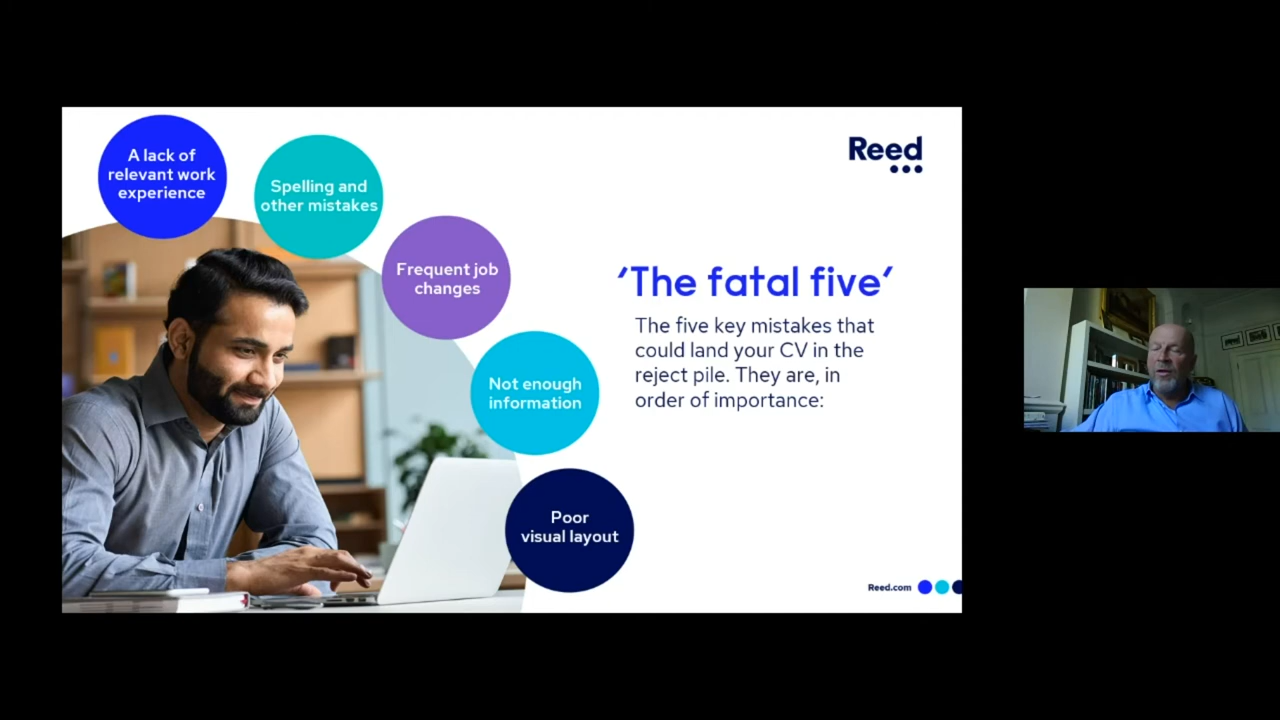 A lack of
relevant work
experience
Spelling and
other mistakes
Frequent job
changes
Not enough
information
Poor
visual layout
Reed
‘The fatal five’
The five key mistakes that
could land your CV in the
reject pile. They are, in
order of importance:
Reed.com